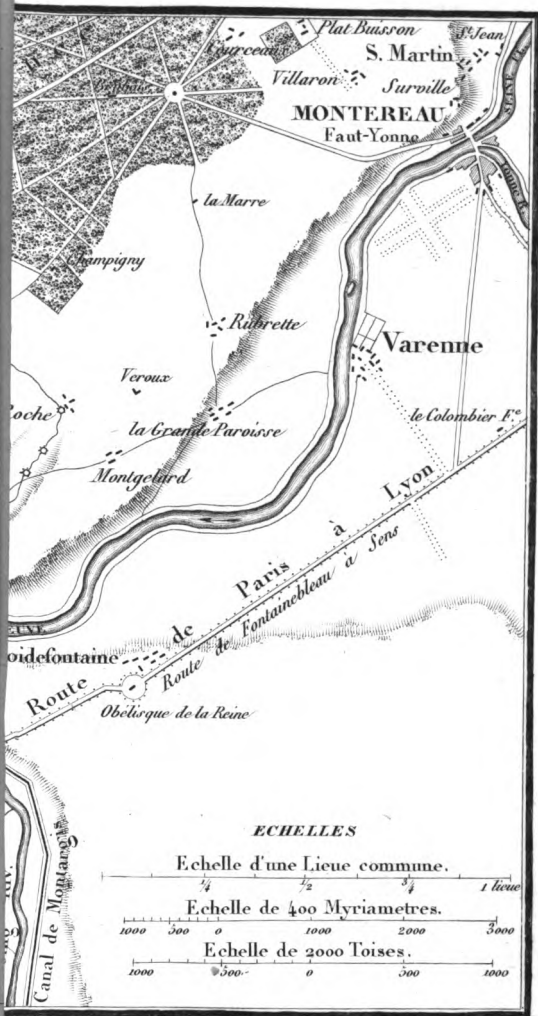 Plat Buisson
St. Jean
Courceaux
S. Martin
Villaron
Surville
MONTEREAU
Faut-Yonne
Yonne R.
la Marre
Champigny
Rubrette
Varenne
Veroux
oche
le Colombier Fe.
la Grande Paroisse
Montgelard
Route de Paris à Lyon
Route de Fontainebleau à Sens
oidefontaine
Obélisque de la Reine
Canal de Montargis
Riv.
ECHELLES
Echelle d'une Lieue commune.
1/4 1/2 3/4 1 lieue
Echelle de 400 Myriametres.
1000 500 0 1000 2000 3000
Echelle de 2000 Toises.
1000 500 0 500 1000